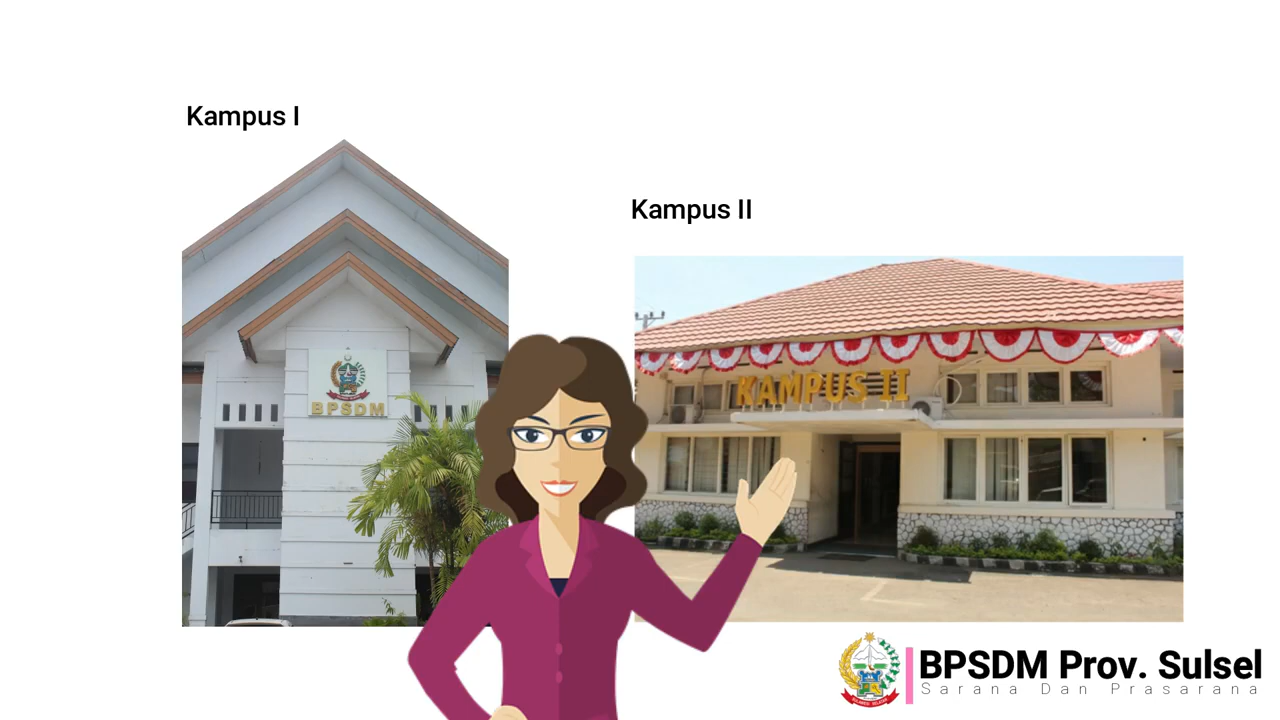 Kampus I
Kampus II
BPSDM
KAMPUS II
BPSDM Prov. Sulsel
Sarana Dan Prasarana